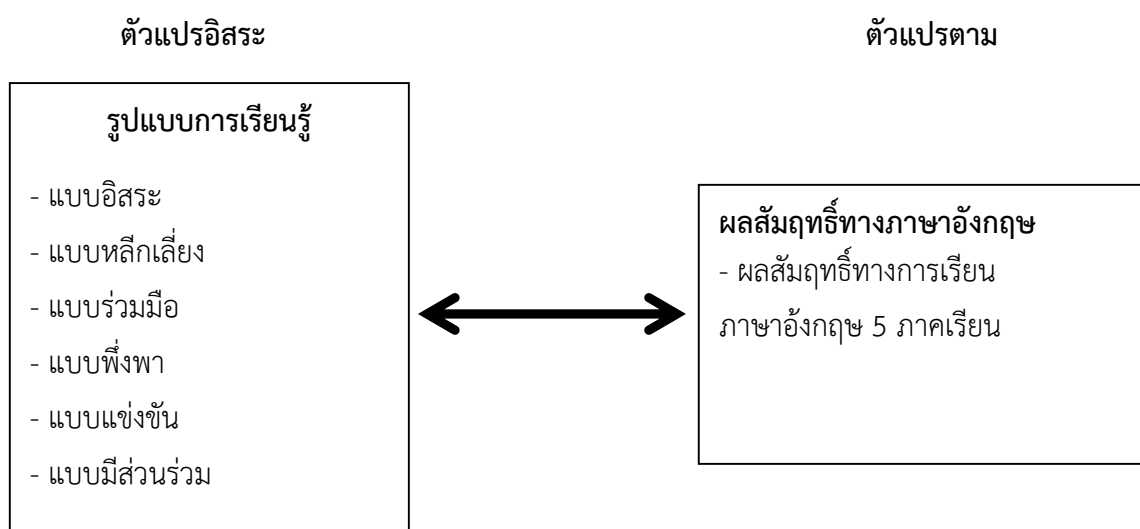 ตัวแปรอิสระ
ตัวแปรตาม
รูปแบบการเรียนรู้
- แบบอิสระ
- แบบหลีกเลี่ยง
- แบบร่วมมือ
- แบบพึ่งพา
- แบบแข่งขัน
- แบบมีส่วนร่วม
ผลสัมฤทธิ์ทางภาษาอังกฤษ
- ผลสัมฤทธิ์ทางการเรียน
ภาษาอ้งกฤษ 5 ภาคเรียน